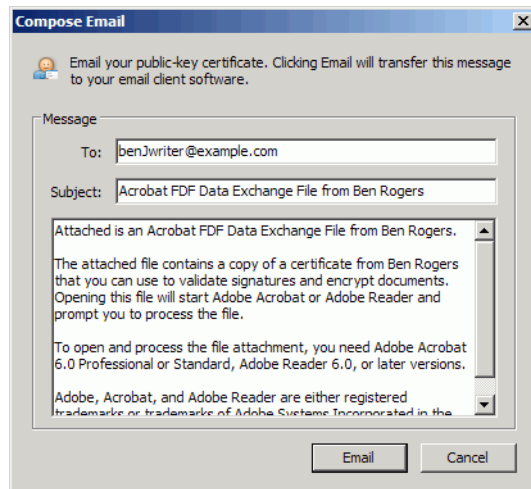 Compose Email
Email your public-key certificate. Clicking Email will transfer this message
to your email client software.
Message
To: benJwriter@example.com
Subject: Acrobat FDF Data Exchange File from Ben Rogers
Attached is an Acrobat FDF Data Exchange File from Ben Rogers.
The attached file contains a copy of a certificate from Ben Rogers
that you can use to validate signatures and encrypt documents.
Opening this file will start Adobe Acrobat or Adobe Reader and
prompt you to process the file.
To open and process the file attachment, you need Adobe Acrobat
6.0 Professional or Standard, Adobe Reader 6.0, or later versions.
Adobe, Acrobat, and Adobe Reader are either registered
trademarks or trademarks of Adobe Systems Incorporated in the
Email Cancel